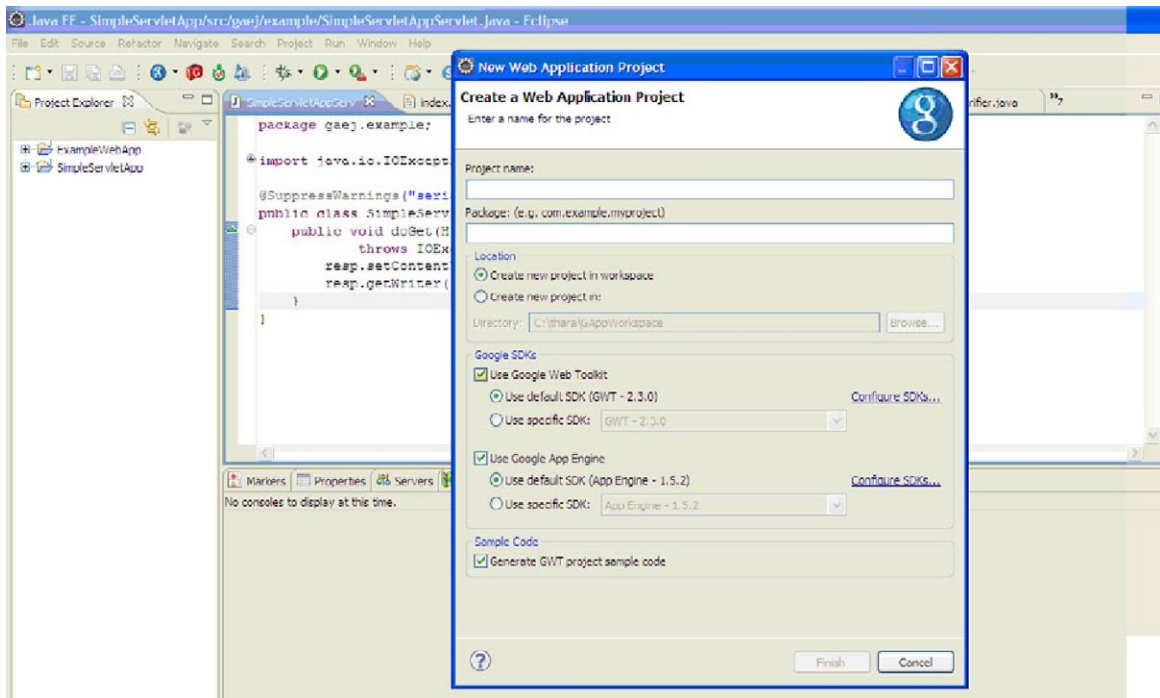 Java EE - SimpleServletApp/src/gaej/example/SimpleServletAppServlet.java - Eclipse
File Edit Source Refactor Navigate Search Project Run Window Help
Project Explorer
SimpleServletAppServ
index.
rifier.java
ExampleWebApp
SimpleServletApp
package gaej.example;
import java.io.IOExcept
@SuppressWarnings("seri
public class SimpleServ
public void doGet(H
throws IOEx
resp.setContent
resp.getWriter(
}
}
Markers Properties Servers
No consoles to display at this time.
New Web Application Project
Create a Web Application Project
Enter a name for the project
Project name:
Package: (e.g. com.example.myproject)
Location
Create new project in workspace
Create new project in:
Directory: C:\thara\GAppWorkspace Browse...
Google SDKs
Use Google Web Toolkit
Use default SDK (GWT - 2.3.0) Configure SDKs...
Use specific SDK: GWT - 2.3.0
Use Google App Engine
Use default SDK (App Engine - 1.5.2) Configure SDKs...
Use specific SDK: App Engine - 1.5.2
Sample Code
Generate GWT project sample code
Finish Cancel